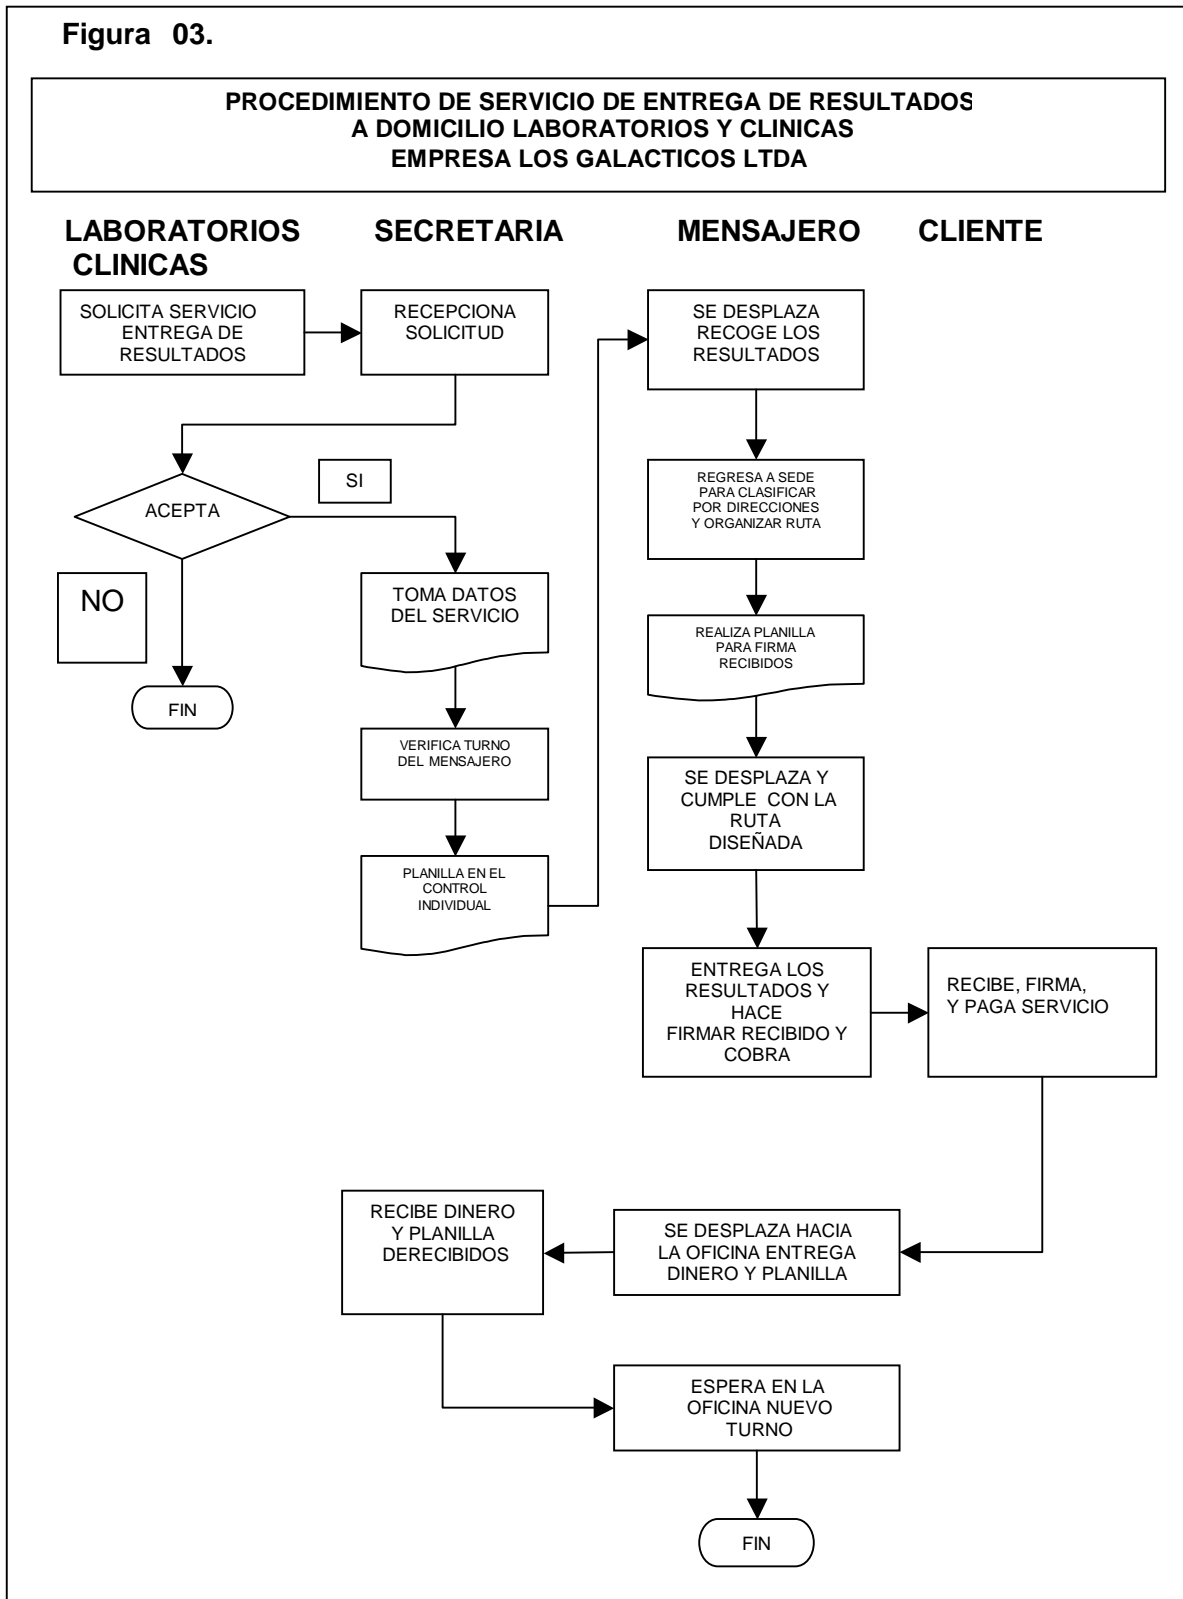 Figura 03.
PROCEDIMIENTO DE SERVICIO DE ENTREGA DE RESULTADOS
A DOMICILIO LABORATORIOS Y CLINICAS
EMPRESA LOS GALACTICOS LTDA
LABORATORIOS
CLINICAS
SECRETARIA
MENSAJERO
CLIENTE
SOLICITA SERVICIO
ENTREGA DE
RESULTADOS
RECEPCIONA
SOLICITUD
SE DESPLAZA
RECOGE LOS
RESULTADOS
ACEPTA
SI
NO
FIN
TOMA DATOS
DEL SERVICIO
VERIFICA TURNO
DEL MENSAJERO
PLANILLA EN EL
CONTROL
INDIVIDUAL
REGRESA A SEDE
PARA CLASIFICAR
POR DIRECCIONES
Y ORGANIZAR RUTA
REALIZA PLANILLA
PARA FIRMA
RECIBIDOS
SE DESPLAZA Y
CUMPLE CON LA
RUTA
DISEÑADA
ENTREGA LOS
RESULTADOS Y
HACE
FIRMAR RECIBIDO Y
COBRA
RECIBE, FIRMA,
Y PAGA SERVICIO
SE DESPLAZA HACIA
LA OFICINA ENTREGA
DINERO Y PLANILLA
RECIBE DINERO
Y PLANILLA
DERECIBIDOS
ESPERA EN LA
OFICINA NUEVO
TURNO
FIN